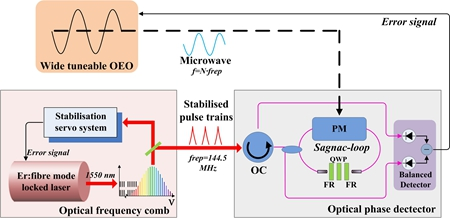 Error signal
Wide tuneable OEO
Microwave
f=N·frep
Stabilisation
servo system
Stabilised
pulse trains
Error signal
1550 nm
Er:fibre mode
locked laser
frep=144.5
MHz
ν
Optical frequency comb
PM
Sagnac-loop
OC
QWP
FR
FR
Balanced
Detector
Optical phase dectector